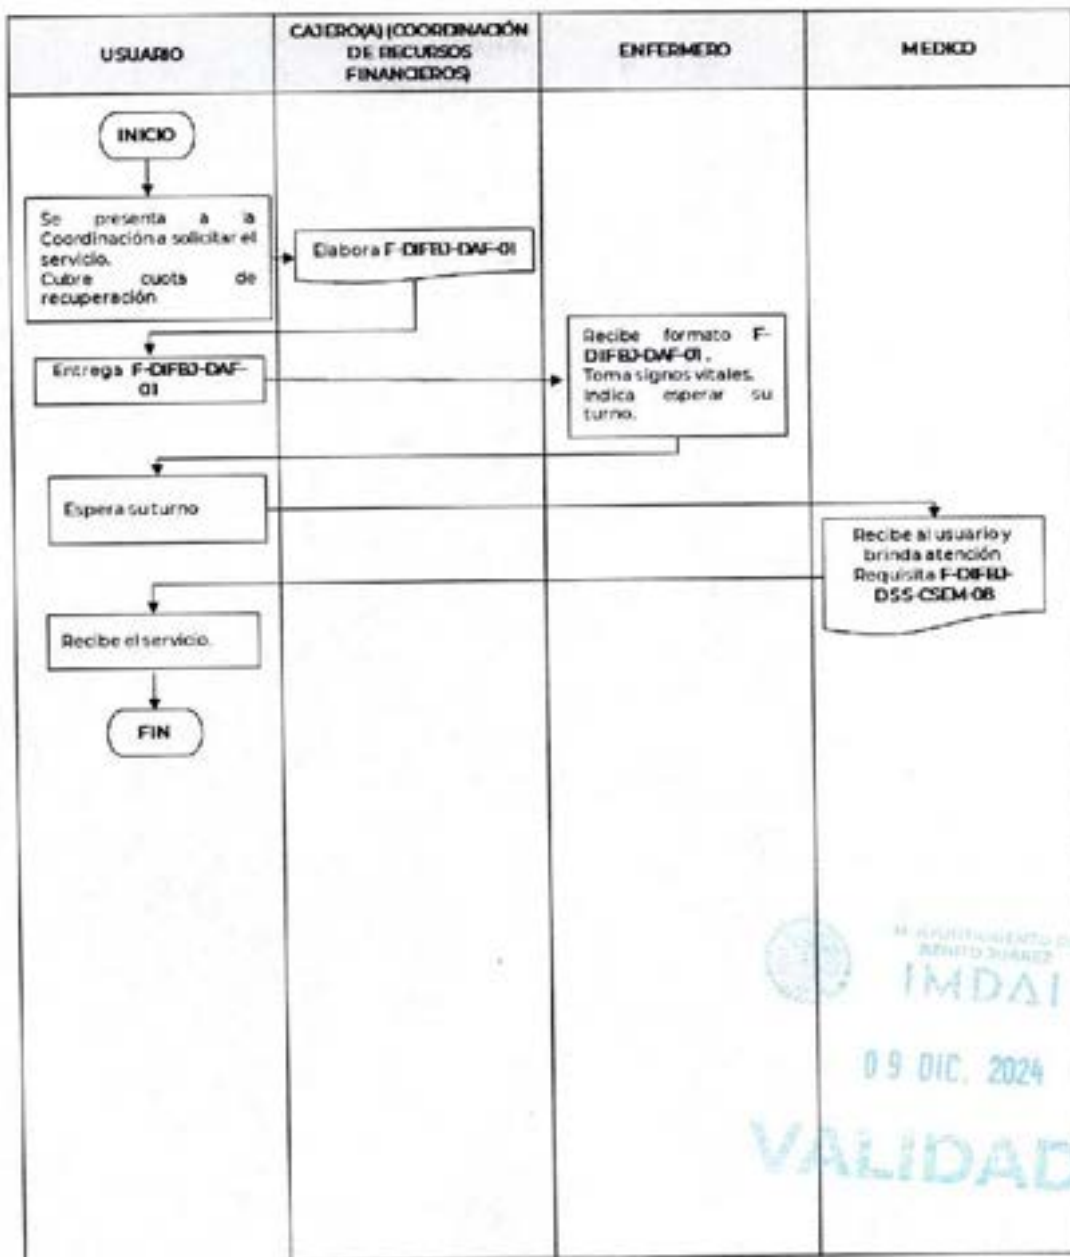 USUARIO
CAJERO(A) (COORDINACIÓN
DE RECURSOS
FINANCIEROS)
ENFERMERO
MEDICO
INICIO
Se presenta a la
Coordinación a solicitar el
servicio.
Cubre cuota de
recuperación
Elabora F-DIFBJ-DAF-01
Entrega F-DIFBJ-DAF-
01
Recibe formato F-
DIFBJ-DAF-01.
Toma signos vitales.
Indica esperar su
turno.
Espera su turno
Recibe al usuario y
brinda atención
Requisita F-DIFBJ-
DSS-CSEM-08
Recibe el servicio.
FIN
H. AYUNTAMIENTO
BENITO JUÁREZ
IMDAI
09 DIC. 2024
VALIDAD